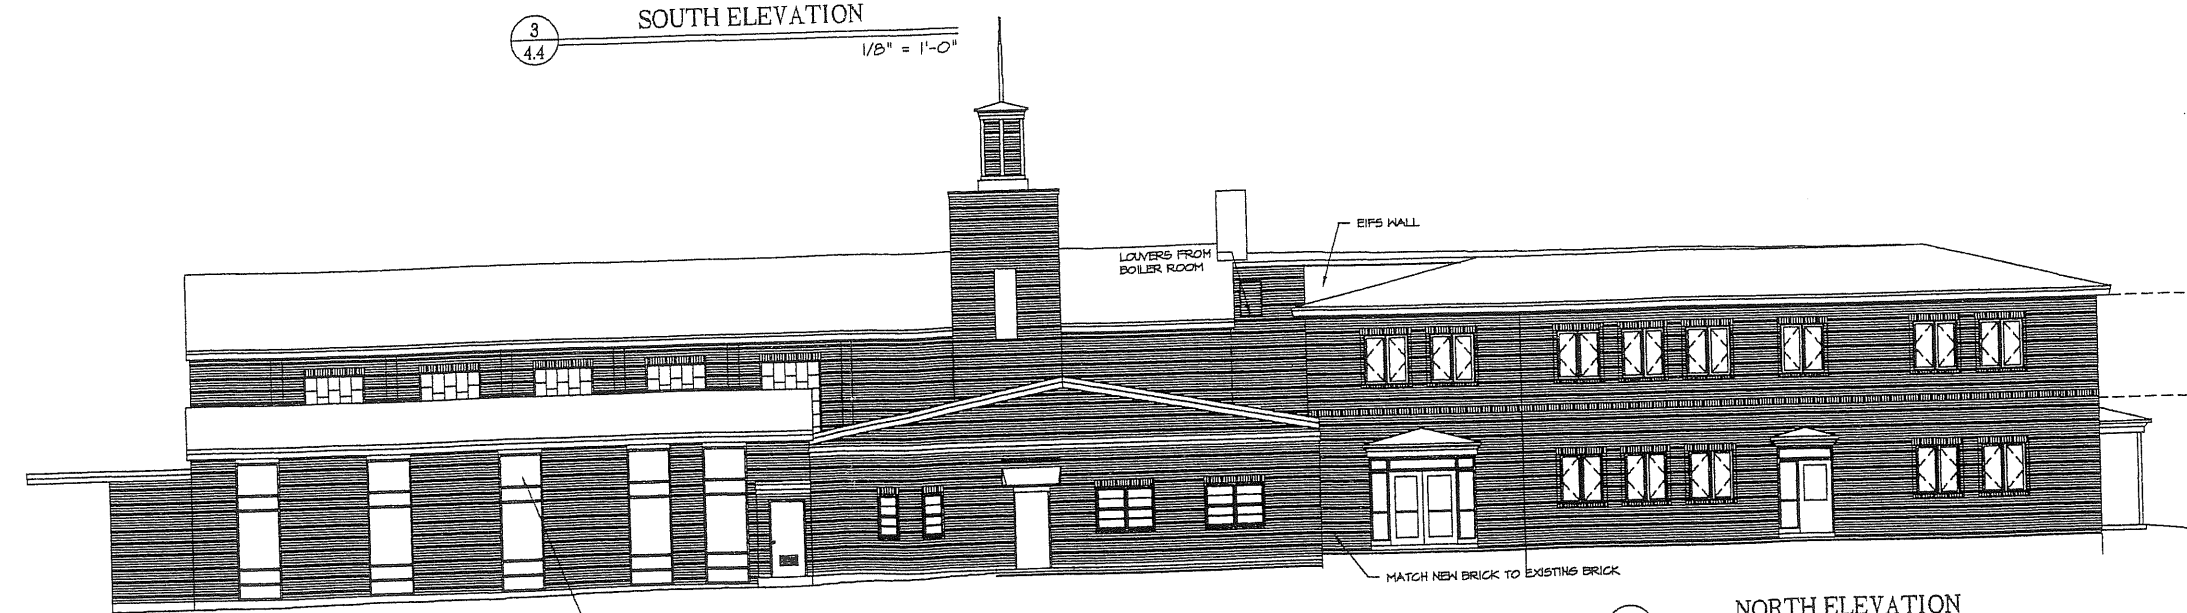 3
4.4
SOUTH ELEVATION
1/8" = 1'-0"
EIFS WALL
LOUVERS FROM
BOILER ROOM
MATCH NEW BRICK TO EXISTING BRICK
NORTH ELEVATION